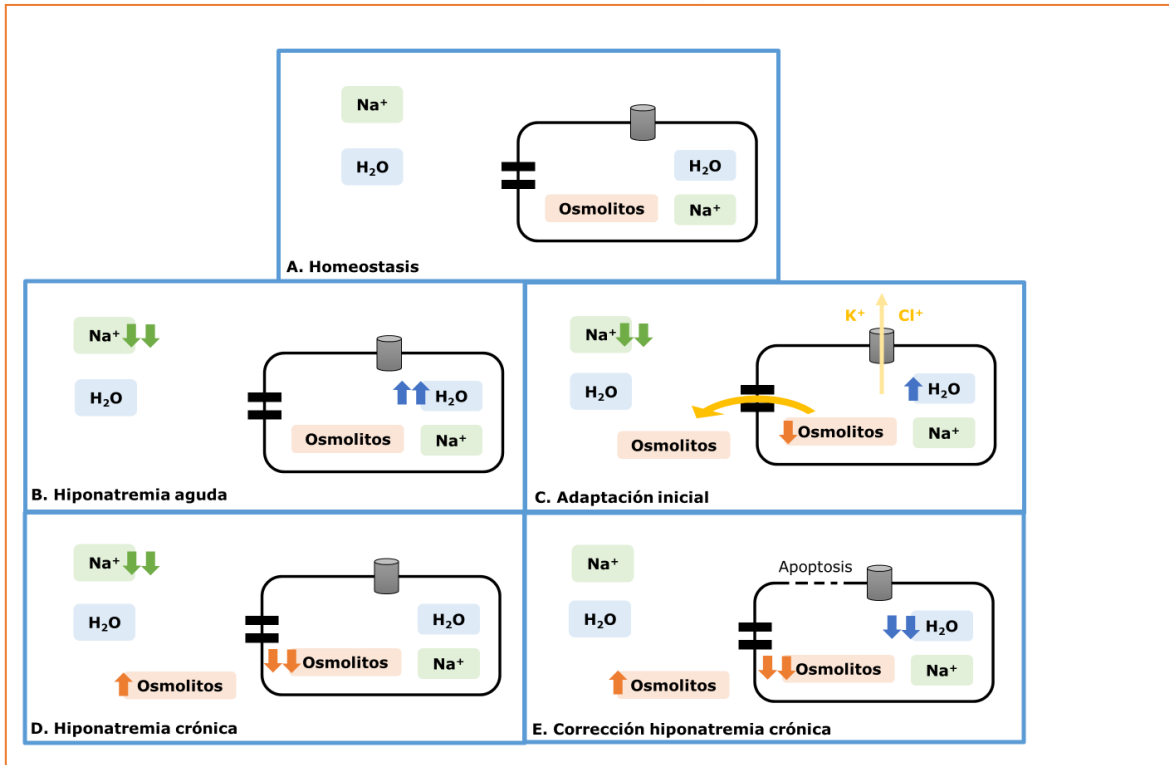 Na⁺
H₂O
H₂O
Osmolitos
Na⁺
A. Homeostasis
Na⁺
H₂O
H₂O
Osmolitos
Na⁺
B. Hiponatremia aguda
K⁺ Cl⁺
Na⁺
H₂O
H₂O
Osmolitos
Na⁺
Osmolitos
C. Adaptación inicial
Na⁺
H₂O
H₂O
Osmolitos
Na⁺
Osmolitos
D. Hiponatremia crónica
Na⁺
Apoptosis
H₂O
H₂O
Osmolitos
Na⁺
Osmolitos
E. Corrección hiponatremia crónica